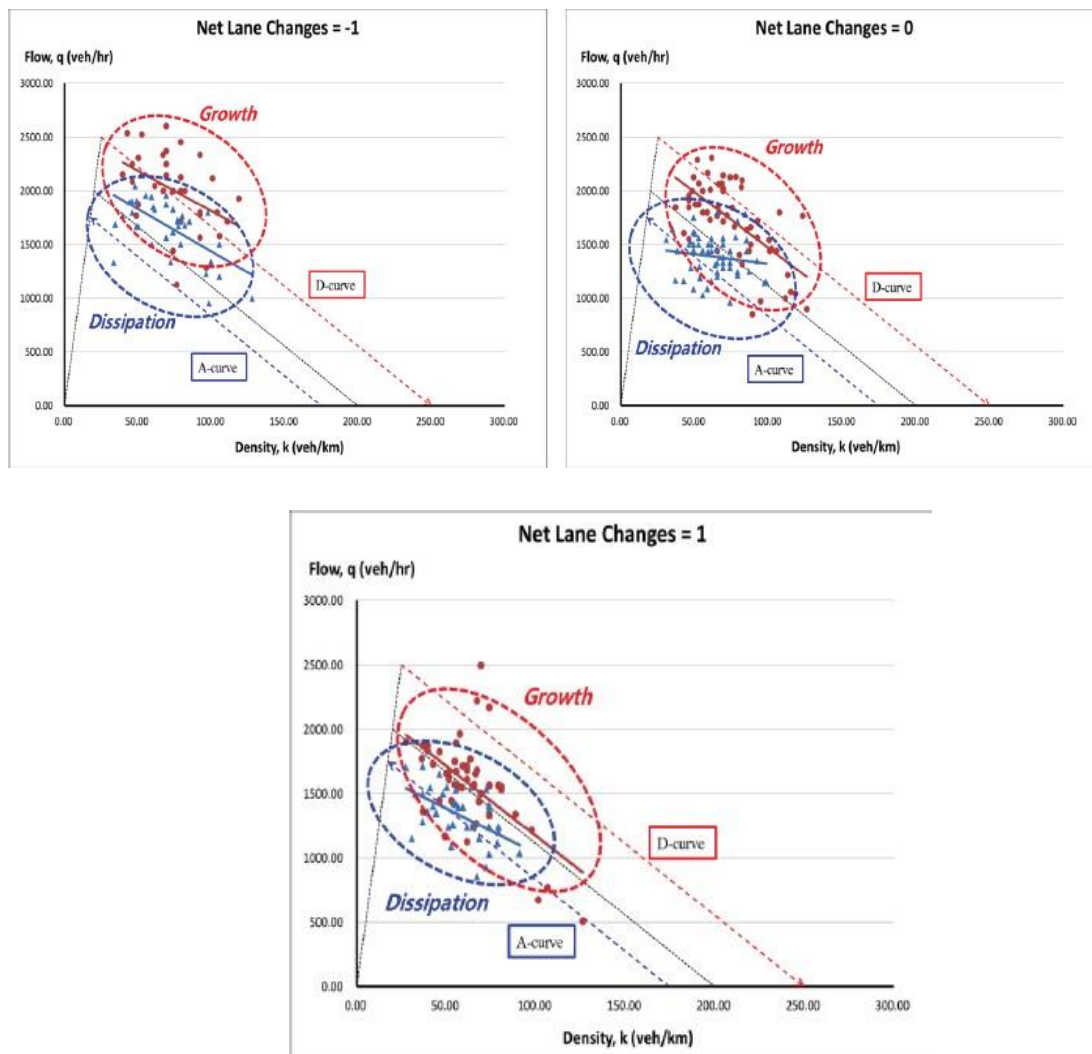 Net Lane Changes = -1
Flow, q (veh/hr)
3000.00
2500.00
2000.00
1500.00
1000.00
500.00
0.00
Growth
Dissipation
D-curve
A-curve
0.00 50.00 100.00 150.00 200.00 250.00 300.00
Density, k (veh/km)
Net Lane Changes = 0
Flow, q (veh/hr)
3000.00
2500.00
2000.00
1500.00
1000.00
500.00
0.00
Growth
Dissipation
D-curve
A-curve
0.00 50.00 100.00 150.00 200.00 250.00 300.00
Density, k (veh/km)
Net Lane Changes = 1
Flow, q (veh/hr)
3000.00
2500.00
2000.00
1500.00
1000.00
500.00
0.00
Growth
D-curve
Dissipation
A-curve
0.00 50.00 100.00 150.00 200.00 250.00 300.00
Density, k (veh/km)